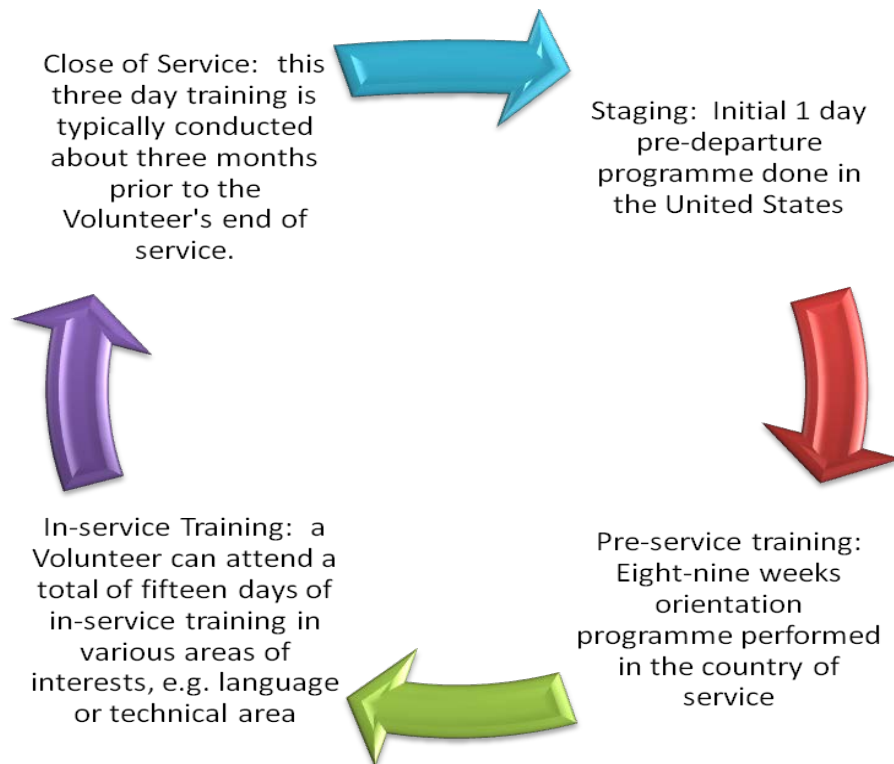 Close of Service:  this
three day training is
typically conducted
about three months
prior to the
Volunteer's end of
service.
Staging:  Initial 1 day
pre-departure
programme done in
the United States
Pre-service training:
Eight-nine weeks
orientation
programme performed
in the country of
service
In-service Training:  a
Volunteer can attend a
total of fifteen days of
in-service training in
various areas of
interests, e.g. language
or technical area